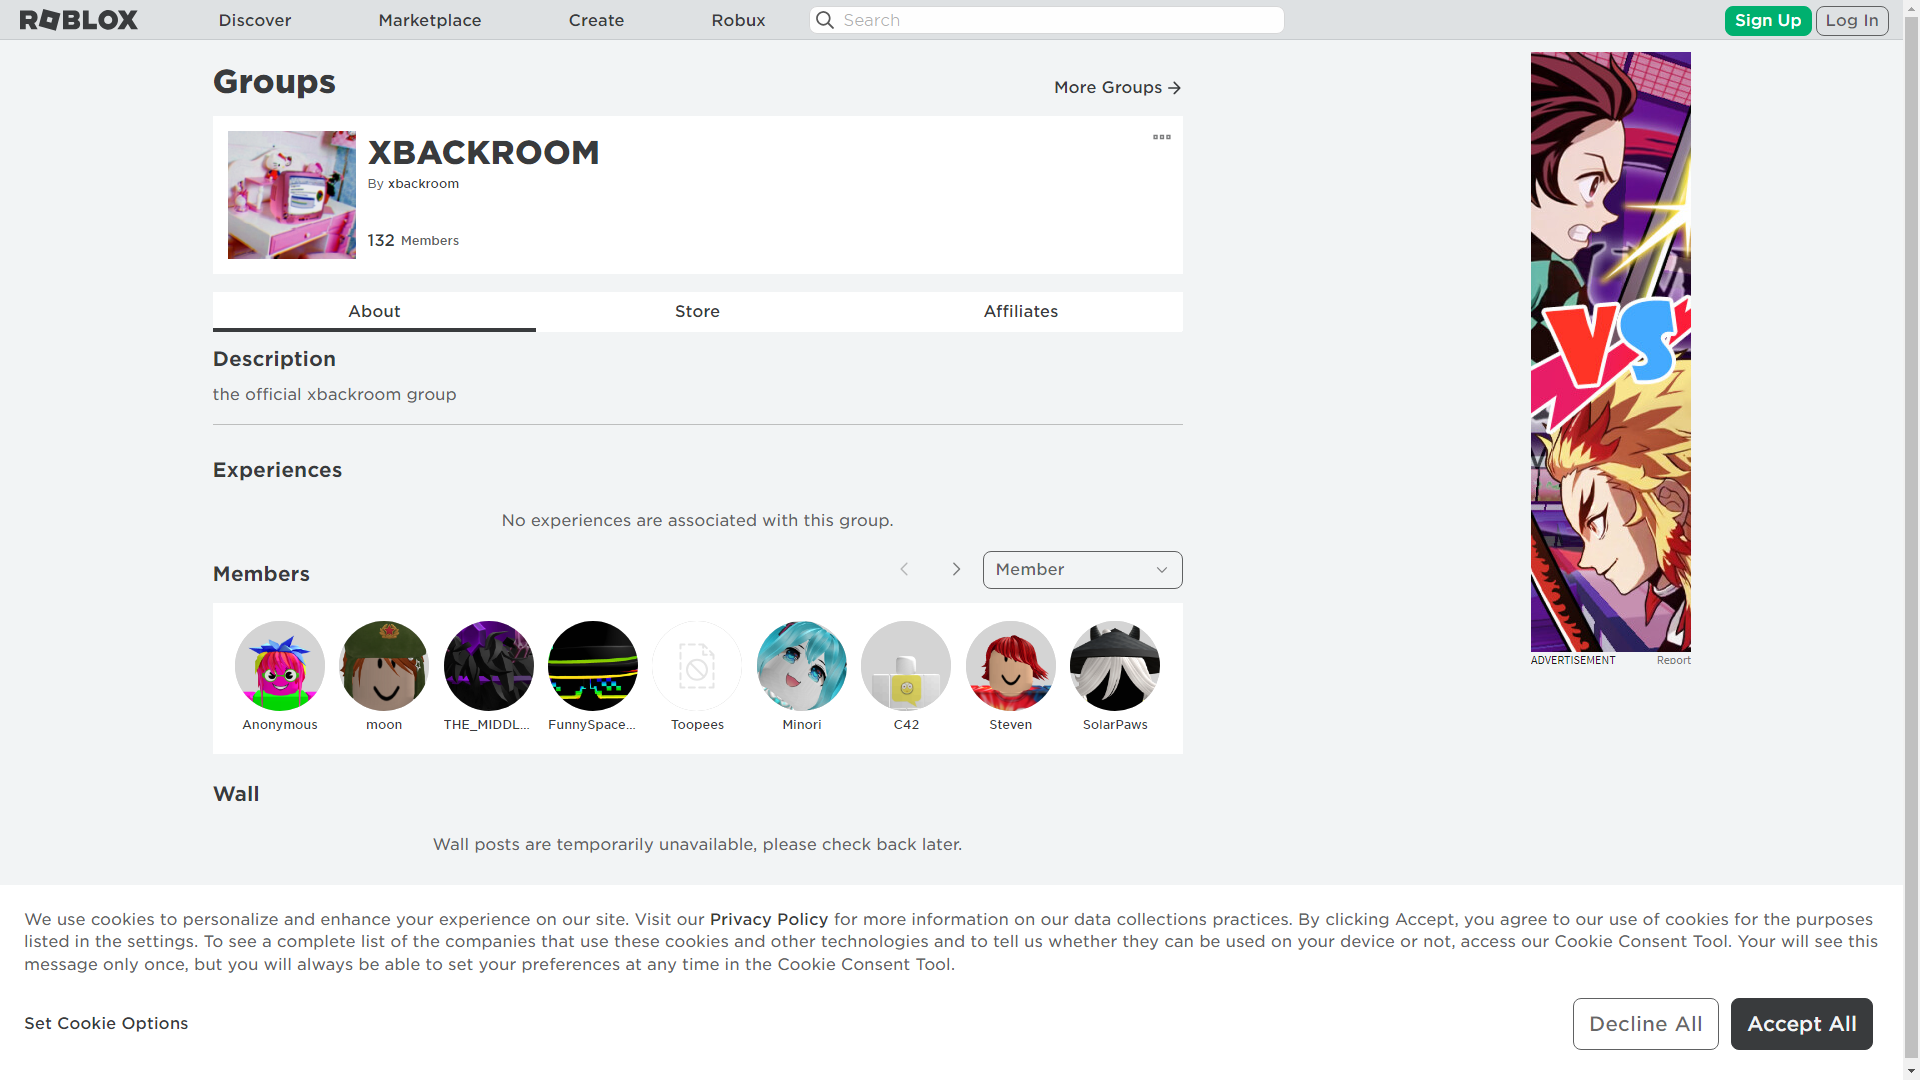 ROBLOX
Discover
Marketplace
Create
Robux
Search
Sign Up
Log In
Groups
More Groups
XBACKROOM
By xbackroom
132 Members
About
Store
Affiliates
Description
the official xbackroom group
Experiences
No experiences are associated with this group.
Members
Member
Anonymous
moon
THE_MIDDL...
FunnySpace...
Toopees
Minori
C42
Steven
SolarPaws
VS
ADVERTISEMENT
Report
Wall
Wall posts are temporarily unavailable, please check back later.
We use cookies to personalize and enhance your experience on our site. Visit our Privacy Policy for more information on our data collections practices. By clicking Accept, you agree to our use of cookies for the purposes
listed in the settings. To see a complete list of the companies that use these cookies and other technologies and to tell us whether they can be used on your device or not, access our Cookie Consent Tool. Your will see this
message only once, but you will always be able to set your preferences at any time in the Cookie Consent Tool.
Set Cookie Options
Decline All
Accept All